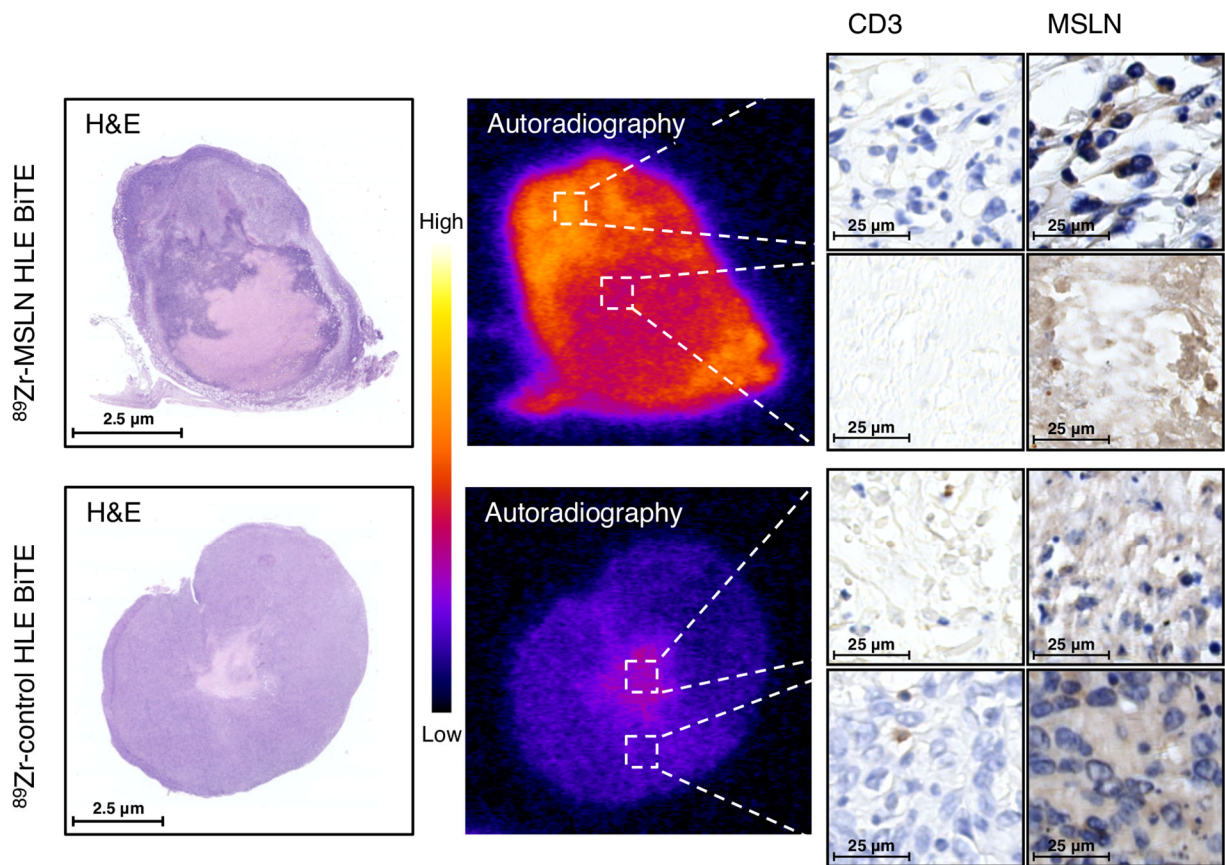 CD3
MSLN
⁸⁹Zr-MSLN HLE BiTE
H&E
2.5 µm
High
Low
Autoradiography
25 µm
25 µm
25 µm
25 µm
⁸⁹Zr-control HLE BiTE
H&E
2.5 µm
Autoradiography
25 µm
25 µm
25 µm
25 µm